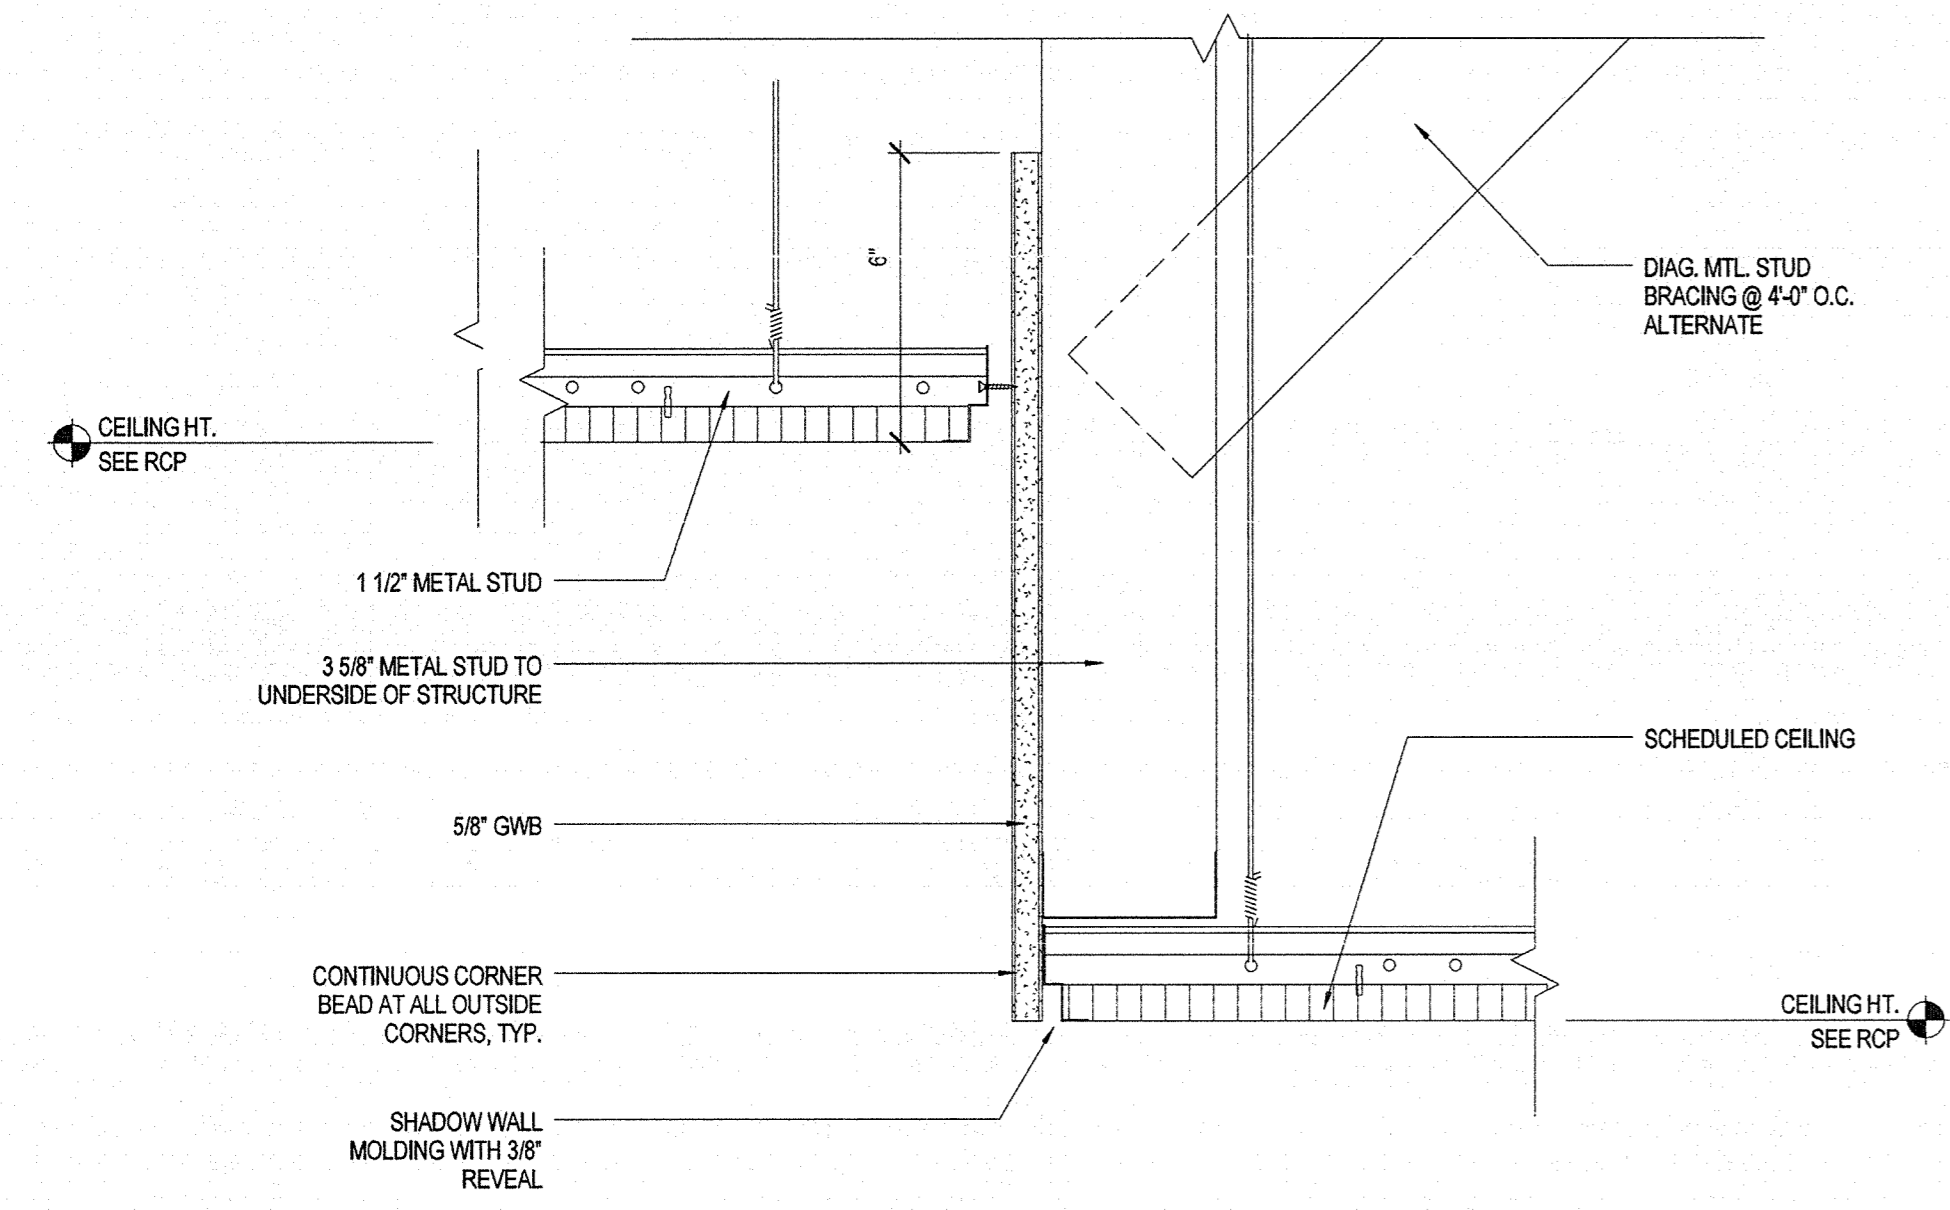 6"
DIAG. MTL. STUD
BRACING @ 4'-0" O.C.
ALTERNATE
CEILING HT.
SEE RCP
1 1/2" METAL STUD
3 5/8" METAL STUD TO
UNDERSIDE OF STRUCTURE
SCHEDULED CEILING
5/8" GWB
CONTINUOUS CORNER
BEAD AT ALL OUTSIDE
CORNERS, TYP.
CEILING HT.
SEE RCP
SHADOW WALL
MOLDING WITH 3/8"
REVEAL